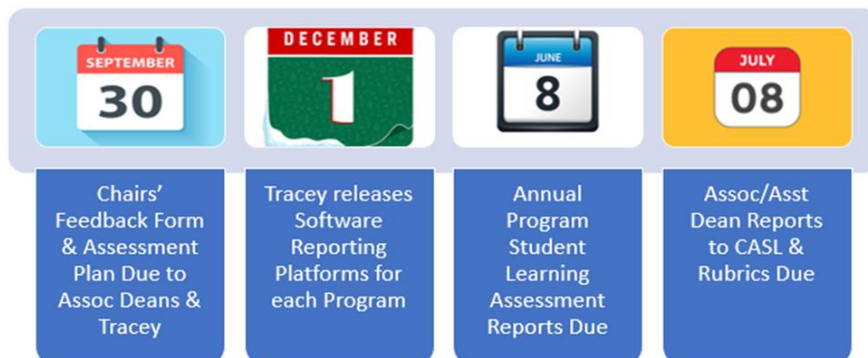 SEPTEMBER
30
DECEMBER
1
JUNE
8
JULY
08
Chairs'
Feedback Form
& Assessment
Plan Due to
Assoc Deans &
Tracey
Tracey releases
Software
Reporting
Platforms for
each Program
Annual
Program
Student
Learning
Assessment
Reports Due
Assoc/Asst
Dean Reports
to CASL &
Rubrics Due